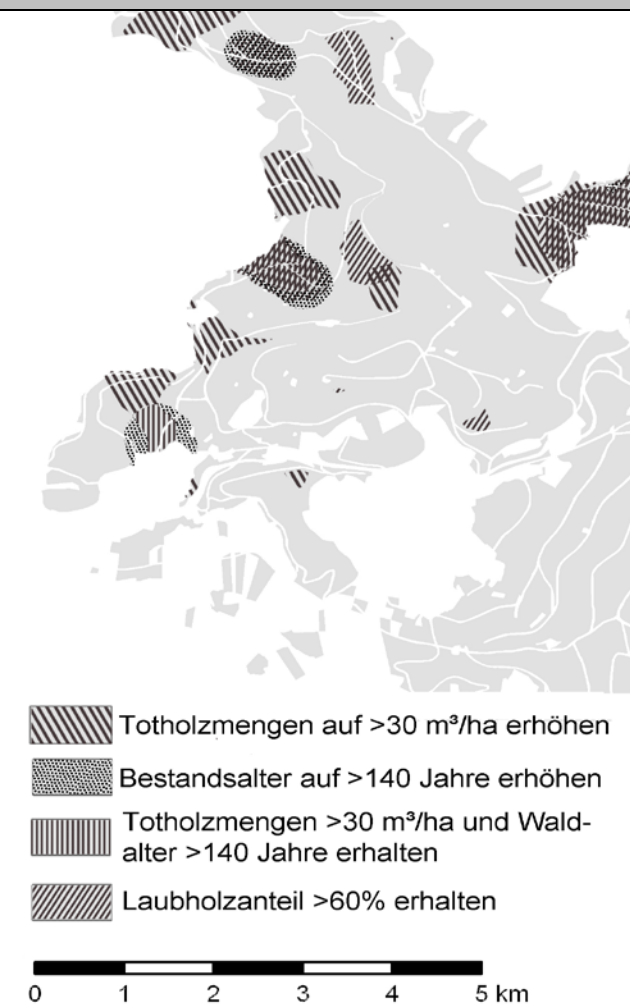 Totholzmengen auf >30 m³/ha erhöhen
Bestandsalter auf >140 Jahre erhöhen
Totholzmengen >30 m³/ha und Wald-
alter >140 Jahre erhalten
Laubholzanteil >60% erhalten
0 1 2 3 4 5 km